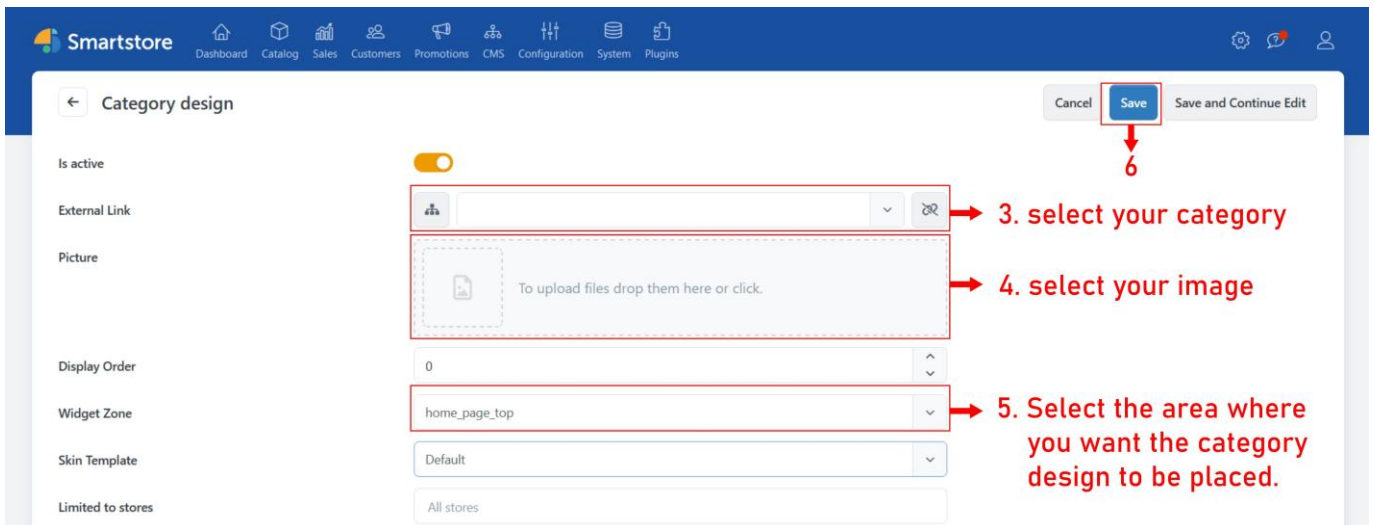 Smartstore
Dashboard Catalog Sales Customers Promotions CMS Configuration System Plugins
Category design
Cancel Save Save and Continue Edit
6
Is active
External Link
3. select your category
Picture
To upload files drop them here or click.
4. select your image
Display Order
0
Widget Zone
home_page_top
5. Select the area where
you want the category
design to be placed.
Skin Template
Default
Limited to stores
All stores